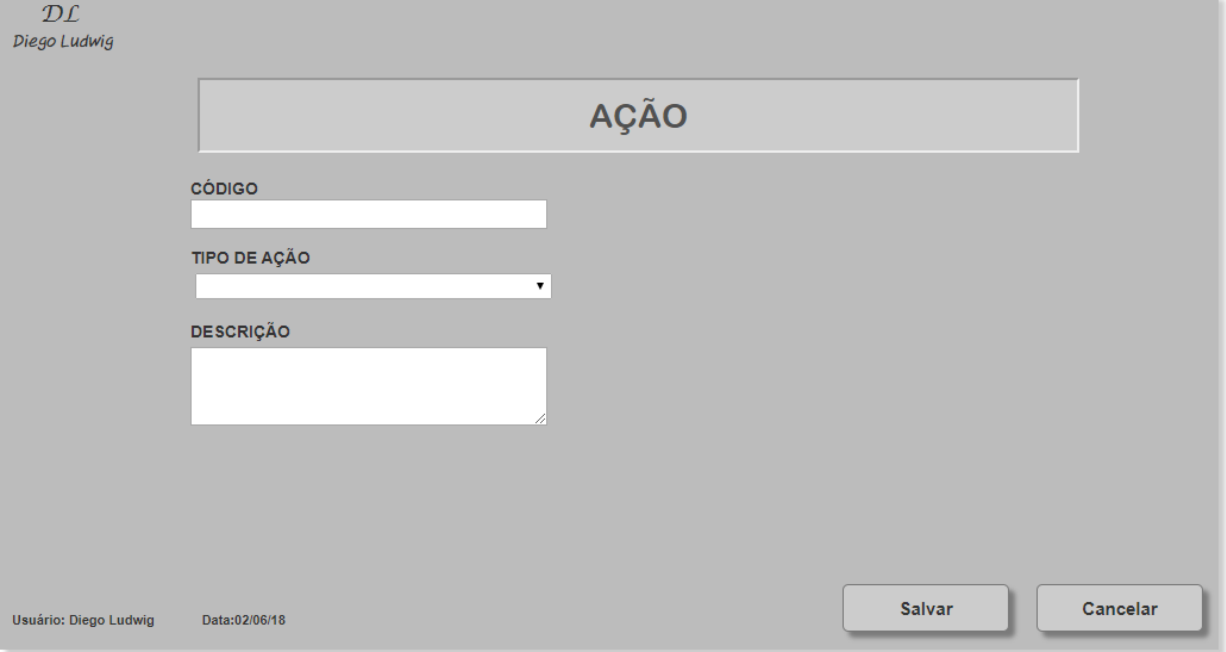 DL
Diego Ludwig
AÇÃO
CÓDIGO
TIPO DE AÇÃO
DESCRIÇÃO
Salvar Cancelar
Usuário: Diego Ludwig Data:02/06/18